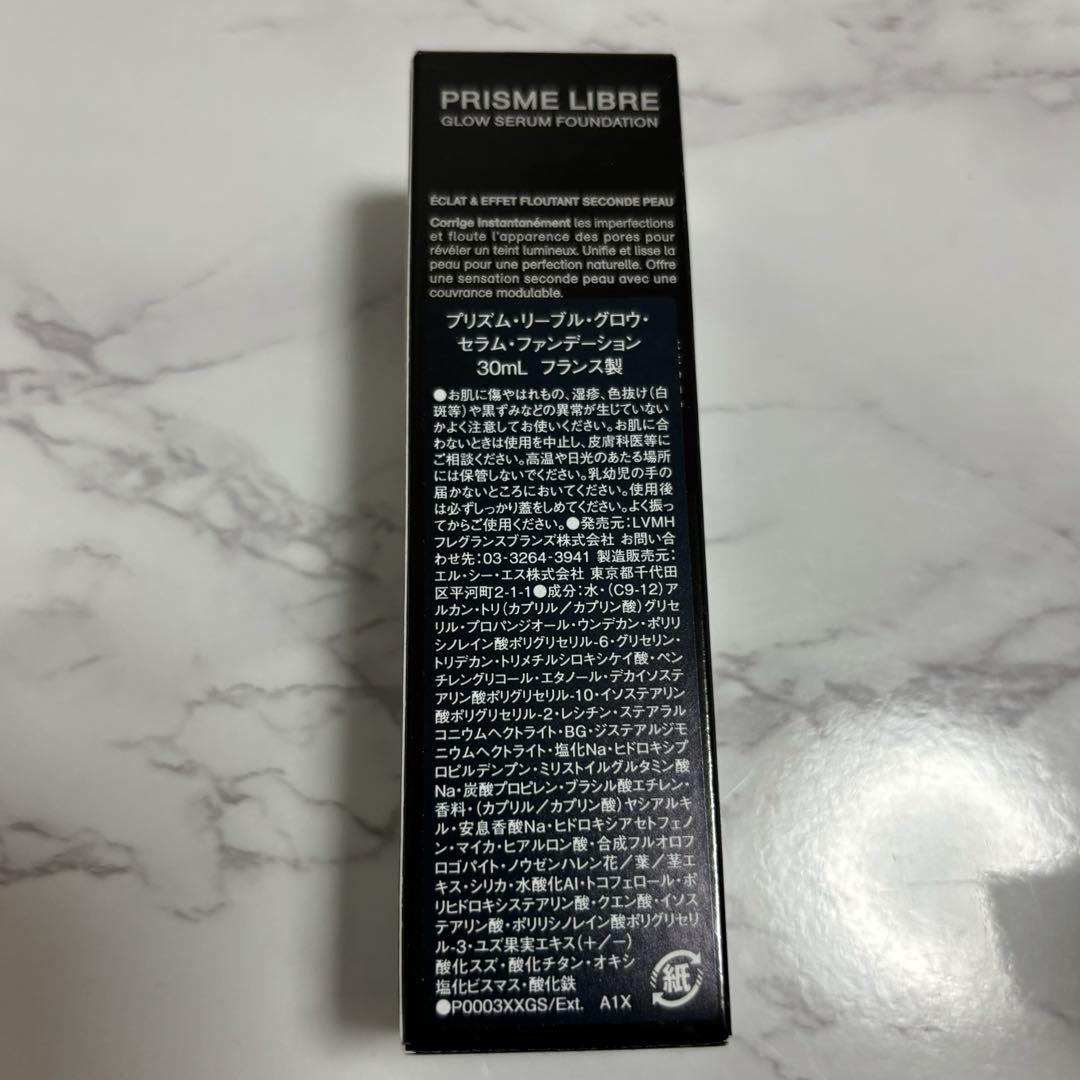 PRISME LIBRE
GLOW SERUM FOUNDATION
ÉCLAT & EFFET FLOUTANT SECONDE PEAU
Corrige Instantanément les imperfections
et floute l'apparence des pores pour
révéler un teint lumineux. Unifie et lisse la
peau pour une perfection naturelle. Offre
une sensation seconde peau avec une
couvrance modulable.
プリズム・リーブル・グロウ・
セラム・ファンデーション
30mL フランス製
●お肌に傷やはれもの、湿疹、色抜け(白
斑等)や黒ずみなどの異常が生じていない
かよく注意してお使いください。お肌に合
わないときは使用を中止し、皮膚科医等に
ご相談ください。高温や日光のあたる場所
には保管しないでください。乳幼児の手の
届かないところにおいてください。使用後
は必ずしっかり蓋をしめてください。よく振っ
てからご使用ください。●発売元:LVMH
フレグランスブランズ株式会社 お問い合
わせ先:03-3264-3941 製造販売元:
エル・シー・エス株式会社 東京都千代田
区平河町2-1-1●成分:水・(C9-12)ア
ルカン・トリ(カプリル/カプリン酸)グリセ
リル・プロパンジオール・ウンデカン・ポリリ
シノレイン酸ポリグリセリル-6・グリセリン・
トリデカン・トリメチルシロキシケイ酸・ペン
チレングリコール・エタノール・デカイソステ
アリン酸ポリグリセリル-10・イソステアリン
酸ポリグリセリル-2・レシチン・ステアラル
コニウムヘクトライト・BG・ジステアルジモ
ニウムヘクトライト・塩化Na・ヒドロキシプ
ロピルデンプン・ミリストイルグルタミン酸
Na・炭酸プロピレン・ブラシル酸エチレン・
香料・(カプリル/カプリン酸)ヤシアルキ
ル・安息香酸Na・ヒドロキシアセトフェノ
ン・マイカ・ヒアルロン酸・合成フルオロフ
ロゴパイト・ノウゼンハレン花/葉/茎エ
キス・シリカ・水酸化Al・トコフェロール・ポ
リヒドロキシステアリン酸・クエン酸・イソス
テアリン酸・ポリリシノレイン酸ポリグリセリ
ル-3・ユズ果実エキス(+/-)
酸化スズ・酸化チタン・オキシ
塩化ビスマス・酸化鉄
●P0003XXGS/Ext. A1X
紙